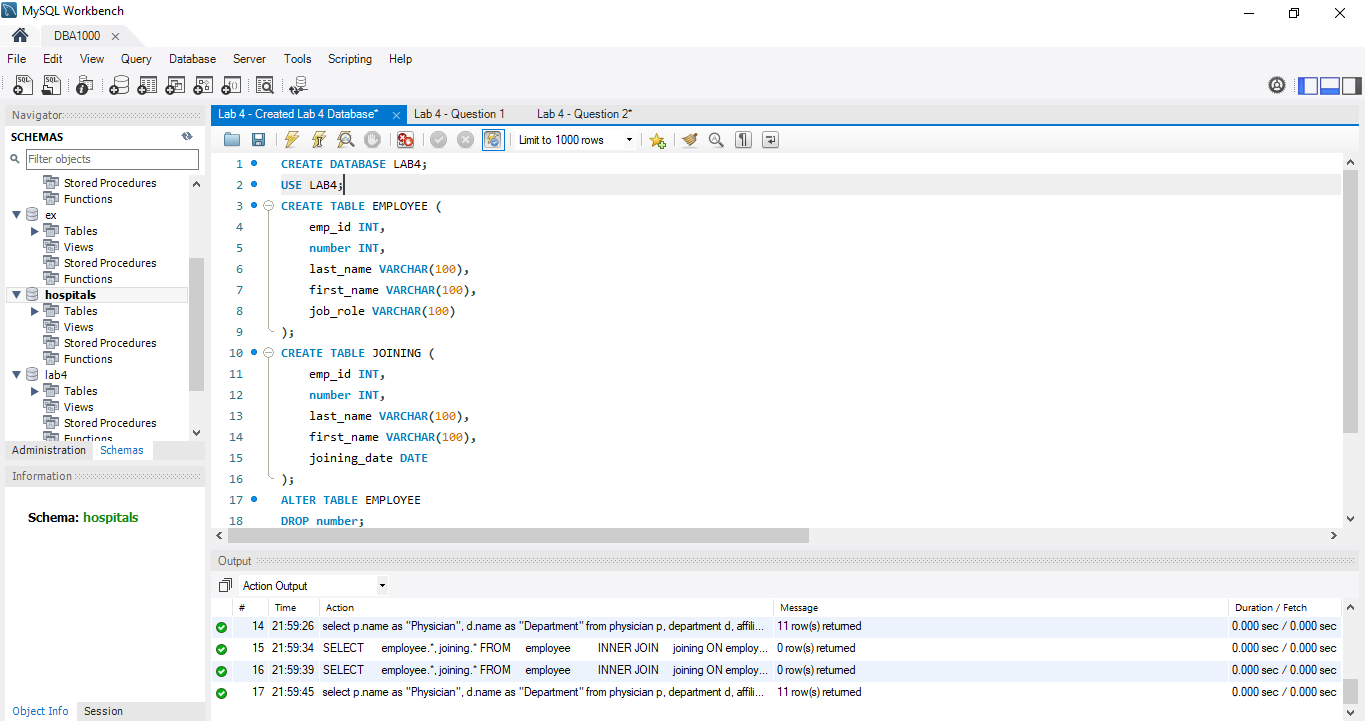 MySQL Workbench
DBA1000
File Edit View Query Database Server Tools Scripting Help
Navigator
SCHEMAS
Filter objects
Stored Procedures
Functions
ex
Tables
Views
Stored Procedures
Functions
hospitals
Tables
Views
Stored Procedures
Functions
lab4
Tables
Views
Stored Procedures
Functions
Administration Schemas
Information
Schema: hospitals
Object Info Session
Lab 4 - Created Lab 4 Database* Lab 4 - Question 1 Lab 4 - Question 2*
Limit to 1000 rows
1 CREATE DATABASE LAB4;
2 USE LAB4;
3 CREATE TABLE EMPLOYEE (
4 emp_id INT,
5 number INT,
6 last_name VARCHAR(100),
7 first_name VARCHAR(100),
8 job_role VARCHAR(100)
9 );
10 CREATE TABLE JOINING (
11 emp_id INT,
12 number INT,
13 last_name VARCHAR(100),
14 first_name VARCHAR(100),
15 joining_date DATE
16 );
17 ALTER TABLE EMPLOYEE
18 DROP number;
Output
Action Output
# Time Action Message Duration / Fetch
14 21:59:26 select p.name as "Physician", d.name as "Department" from physician p, department d, affili... 11 row(s) returned 0.000 sec / 0.000 sec
15 21:59:34 SELECT employee.*, joining.* FROM employee INNER JOIN joining ON employ... 0 row(s) returned 0.000 sec / 0.000 sec
16 21:59:39 SELECT employee.*, joining.* FROM employee INNER JOIN joining ON employ... 0 row(s) returned 0.000 sec / 0.000 sec
17 21:59:45 select p.name as "Physician", d.name as "Department" from physician p, department d, affili... 11 row(s) returned 0.000 sec / 0.000 sec